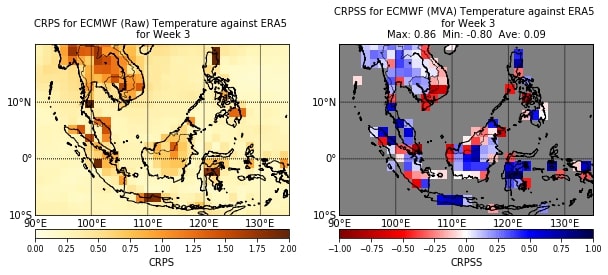 CRPS for ECMWF (Raw) Temperature against ERA5
for Week 3
10°N
0°
10°S
90°E 100°E 110°E 120°E 130°E
0.00 0.25 0.50 0.75 1.00 1.25 1.50 1.75 2.00
CRPS
CRPSS for ECMWF (MVA) Temperature against ERA5
for Week 3
Max: 0.86 Min: -0.80 Ave: 0.09
10°N
0°
10°S
90°E 100°E 110°E 120°E 130°E
−1.00 −0.75 −0.50 −0.25 0.00 0.25 0.50 0.75 1.00
CRPSS